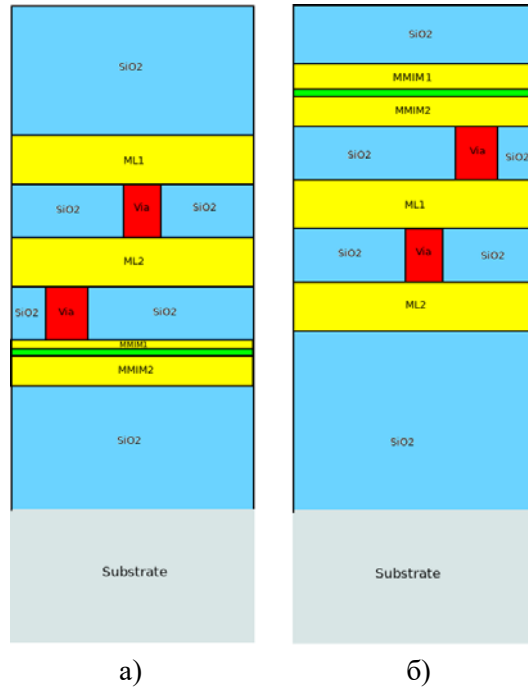 SiO2
ML1
SiO2 Via SiO2
ML2
SiO2 Via SiO2
MMIM1
MMIM2
SiO2
Substrate
а)
SiO2
MMIM1
MMIM2
SiO2 Via SiO2
ML1
SiO2 Via SiO2
ML2
SiO2
Substrate
б)